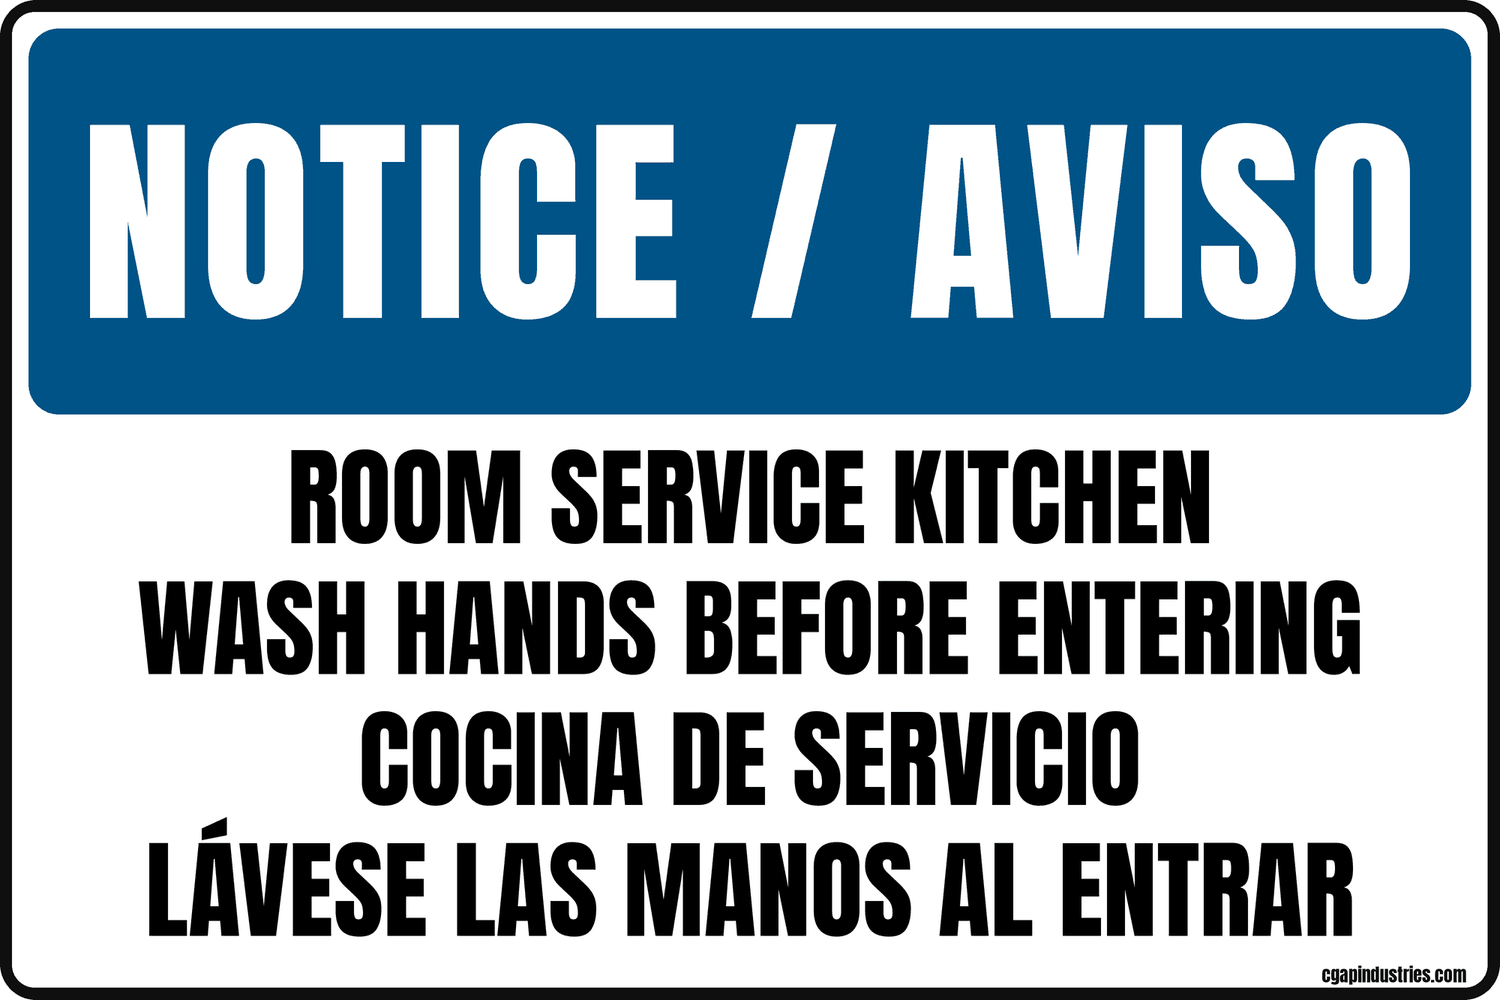 NOTICE / AVISO
ROOM SERVICE KITCHEN
WASH HANDS BEFORE ENTERING
COCINA DE SERVICIO
LÁVESE LAS MANOS AL ENTRAR
cgapindustries.com